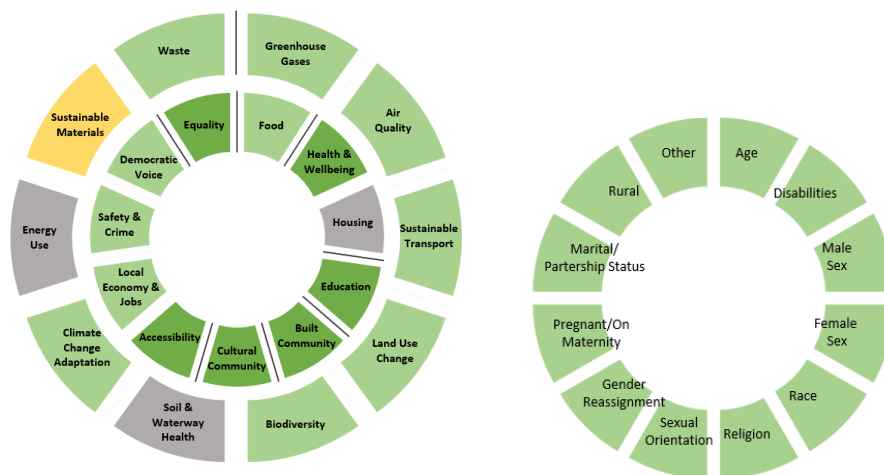 Waste
Greenhouse
Gases
Air
Quality
Sustainable
Transport
Land Use
Change
Biodiversity
Soil &
Waterway
Health
Climate
Change
Adaptation
Energy
Use
Sustainable
Materials
Equality
Food
Health &
Wellbeing
Housing
Education
Built
Community
Cultural
Community
Accessibility
Local
Economy &
Jobs
Safety &
Crime
Democratic
Voice
Other
Age
Disabilities
Male
Sex
Female
Sex
Race
Religion
Sexual
Orientation
Gender
Reassignment
Pregnant/On
Maternity
Marital/
Partership Status
Rural